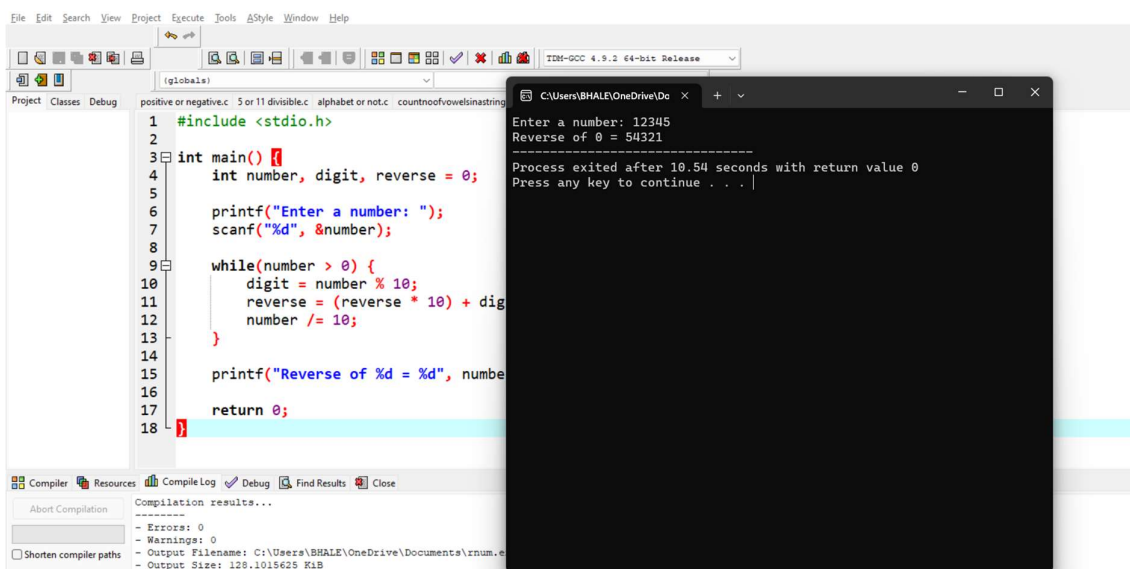 File Edit Search View Project Execute Tools AStyle Window Help
TDM-GCC 4.9.2 64-bit Release
(globals)
Project Classes Debug positive or negative.c 5 or 11 divisible.c alphabet or not.c countnoofvowelsinastring
1 #include <stdio.h>
2
3 int main() {
4 int number, digit, reverse = 0;
5
6 printf("Enter a number: ");
7 scanf("%d", &number);
8
9 while(number > 0) {
10 digit = number % 10;
11 reverse = (reverse * 10) + dig
12 number /= 10;
13 }
14
15 printf("Reverse of %d = %d", numbe
16
17 return 0;
18 }
C:\Users\BHALE\OneDrive\Do
Enter a number: 12345
Reverse of 0 = 54321
--------------------------------
Process exited after 10.54 seconds with return value 0
Press any key to continue . . .
Compiler Resources Compile Log Debug Find Results Close
Abort Compilation
Shorten compiler paths
Compilation results...
--------
- Errors: 0
- Warnings: 0
- Output Filename: C:\Users\BHALE\OneDrive\Documents\rnum.e
- Output Size: 128.1015625 KiB